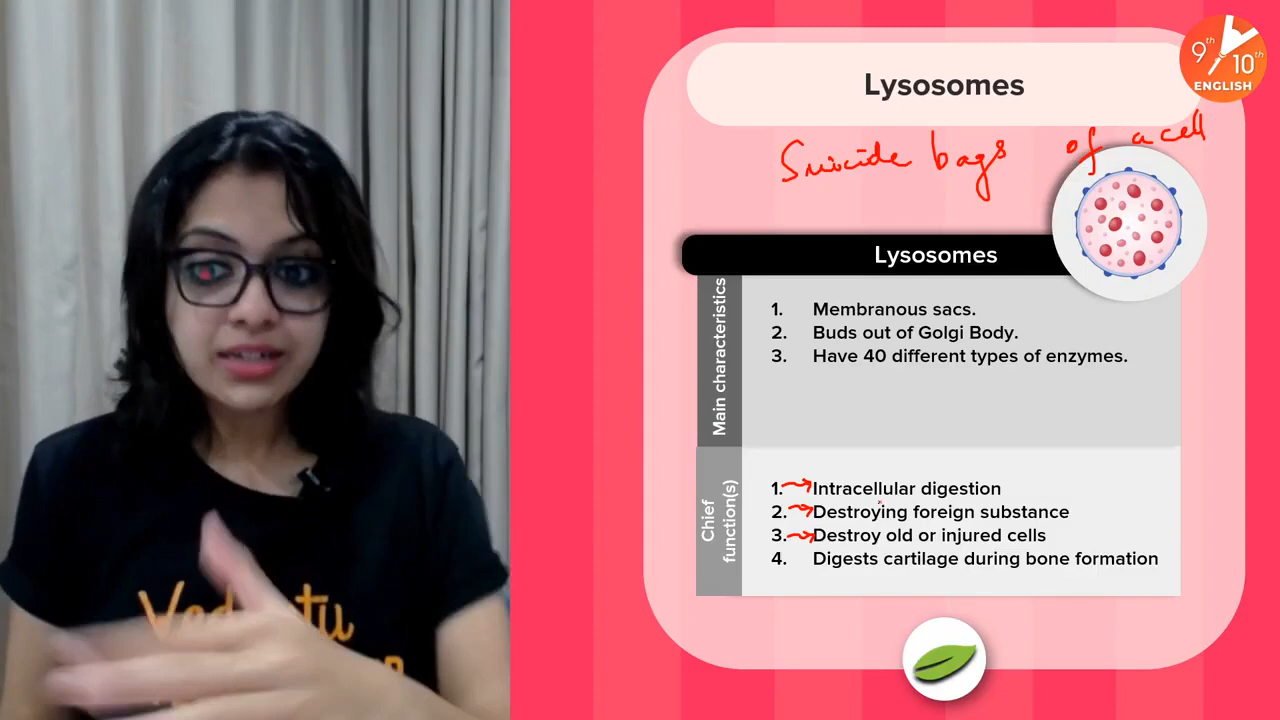 9th
10th
ENGLISH
Lysosomes
Suicide bags of a cell
Lysosomes
Main characteristics
1. Membranous sacs.
2. Buds out of Golgi Body.
3. Have 40 different types of enzymes.
Chief
function(s)
1. Intracellular digestion
2. Destroying foreign substance
3. Destroy old or injured cells
4. Digests cartilage during bone formation